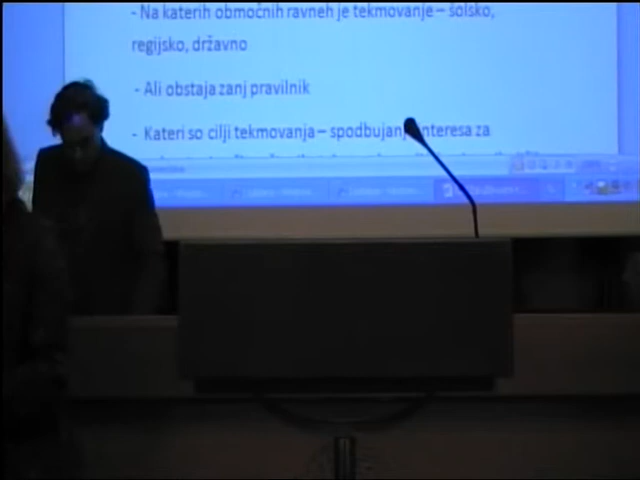 - Na katerih območnih ravneh je tekmovanje – šolsko,
regijsko, državno
- Ali obstaja zanj pravilnik
- Kateri so cilji tekmovanja – spodbujanj interesa za